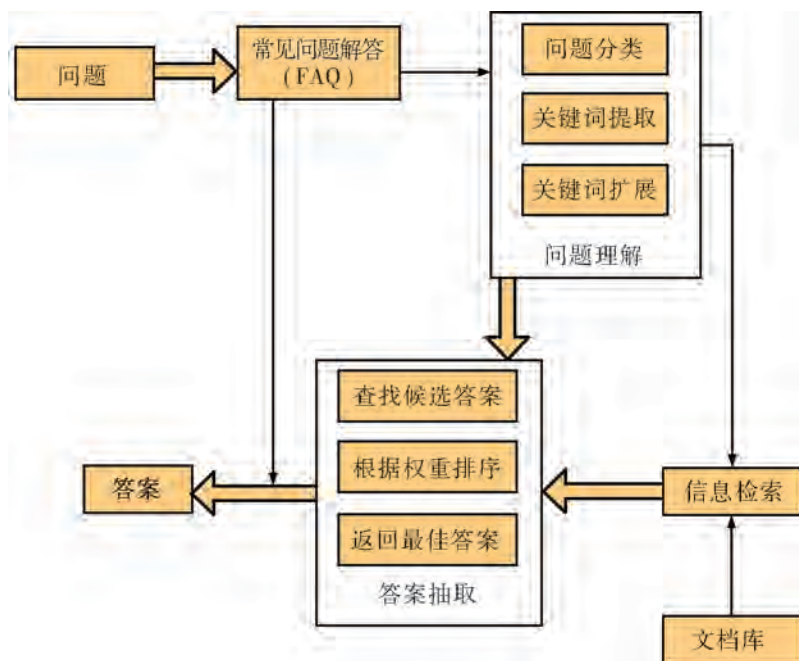 问题
常见问题解答
(FAQ)
问题分类
关键词提取
关键词扩展
问题理解
查找候选答案
根据权重排序
返回最佳答案
答案抽取
答案
信息检索
文档库